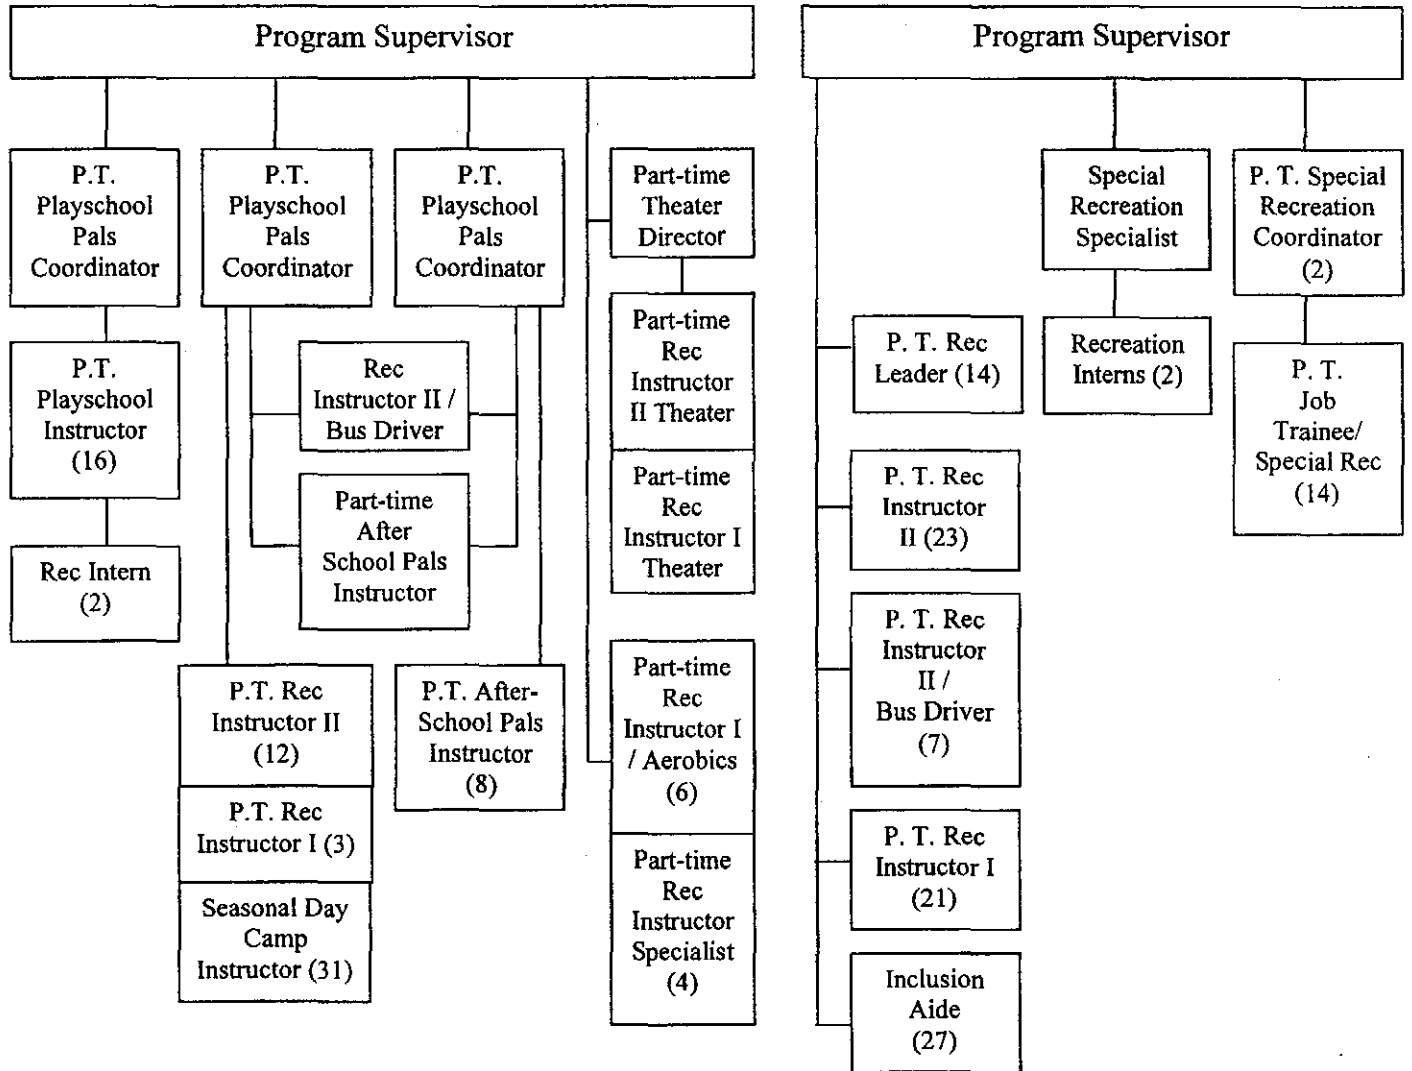 Program Supervisor
P.T.
Playschool
Pals
Coordinator
P.T.
Playschool
Pals
Coordinator
P.T.
Playschool
Pals
Coordinator
Part-time
Theater
Director
P.T.
Playschool
Instructor
(16)
Rec Intern
(2)
Rec
Instructor II /
Bus Driver
Part-time
After
School Pals
Instructor
P.T. Rec
Instructor II
(12)
P.T. Rec
Instructor I (3)
Seasonal Day
Camp
Instructor (31)
P.T. After-
School Pals
Instructor
(8)
Part-time
Rec
Instructor
II Theater
Part-time
Rec
Instructor I
Theater
Part-time
Rec
Instructor I
/ Aerobics
(6)
Part-time
Rec
Instructor
Specialist
(4)
Program Supervisor
Special
Recreation
Specialist
P. T. Special
Recreation
Coordinator
(2)
P. T. Rec
Leader (14)
Recreation
Interns (2)
P. T.
Job
Trainee/
Special Rec
(14)
P. T. Rec
Instructor
II (23)
P. T. Rec
Instructor
II /
Bus Driver
(7)
P. T. Rec
Instructor I
(21)
Inclusion
Aide
(27)